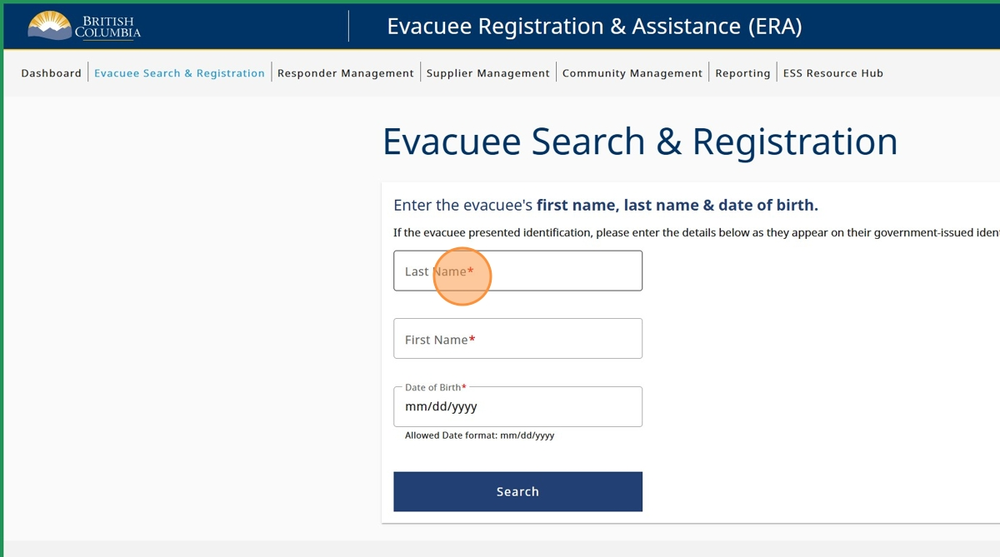 BRITISH
COLUMBIA
Evacuee Registration & Assistance (ERA)
Dashboard
Evacuee Search & Registration
Responder Management
Supplier Management
Community Management
Reporting
ESS Resource Hub
Evacuee Search & Registration
Enter the evacuee's first name, last name & date of birth.
If the evacuee presented identification, please enter the details below as they appear on their government-issued iden
Last Name*
First Name*
Date of Birth*
mm/dd/yyyy
Allowed Date format: mm/dd/yyyy
Search